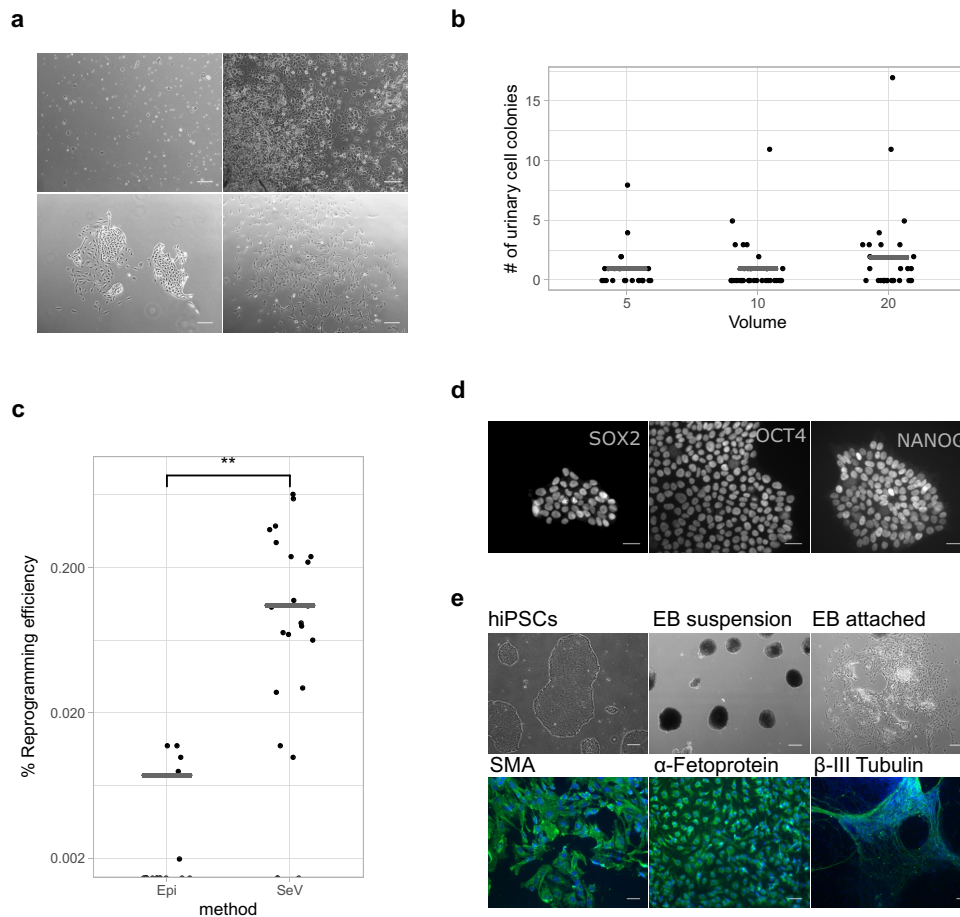 a
b
# of urinary cell colonies
15
10
5
0
5 10 20
Volume
c
% Reprogramming efficiency
**
0.200
0.020
0.002
Epi SeV
method
d
SOX2 OCT4 NANOG
e
hiPSCs EB suspension EB attached
SMA α-Fetoprotein β-III Tubulin